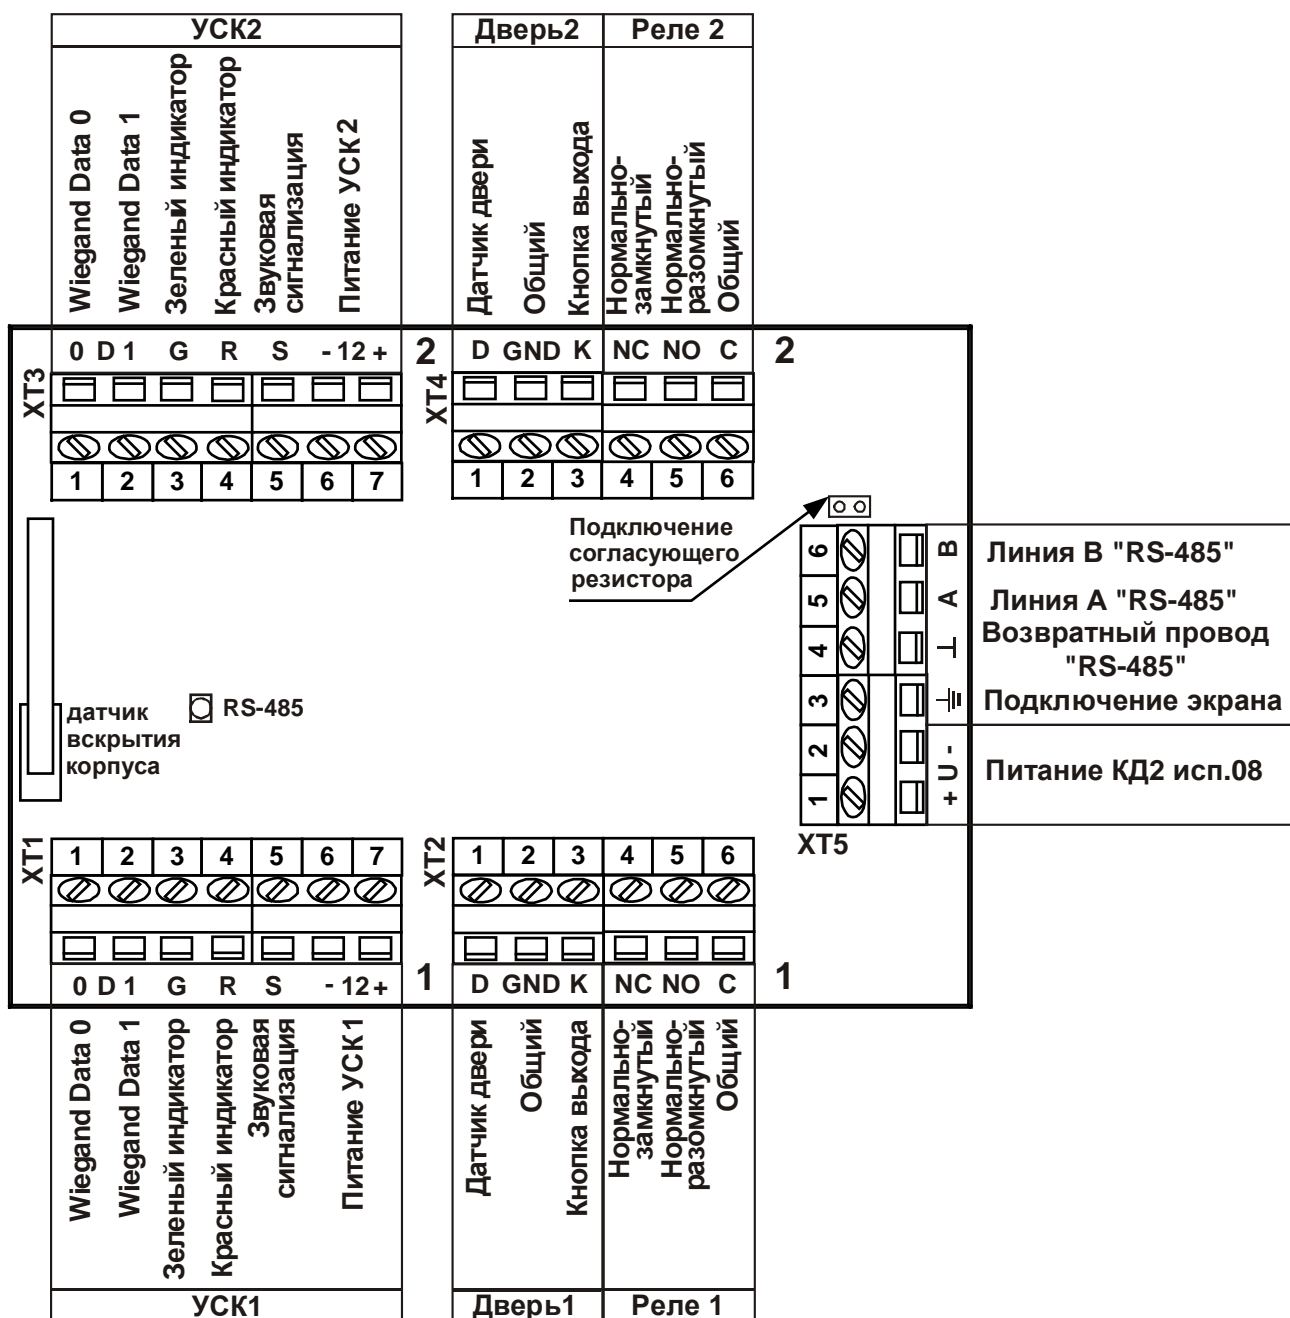 УСК2
Дверь2
Реле 2
Wiegand Data 0
Wiegand Data 1
Зеленый индикатор
Красный индикатор
Звуковая
сигнализация
Питание УСК2
Датчик двери
Общий
Кнопка выхода
Нормально-
замкнутый
Нормально-
разомкнутый
Общий
0 D 1 G R S - 12 + 2
D GND K NC NO C 2
XT3
XT4
1 2 3 4 5 6 7
1 2 3 4 5 6
Подключение
согласующего
резистора
6 B Линия В "RS-485"
5 A Линия А "RS-485"
4 ⊥ Возвратный провод
"RS-485"
3 Подключение экрана
2 1 + U - Питание КД2 исп.08
XT5
датчик
вскрытия
корпуса
RS-485
XT1
XT2
1 2 3 4 5 6 7
1 2 3 4 5 6
0 D 1 G R S - 12 + 1
D GND K NC NO C 1
Wiegand Data 0
Wiegand Data 1
Зеленый индикатор
Красный индикатор
Звуковая
сигнализация
Питание УСК1
Датчик двери
Общий
Кнопка выхода
Нормально-
замкнутый
Нормально-
разомкнутый
Общий
УСК1
Дверь1
Реле 1